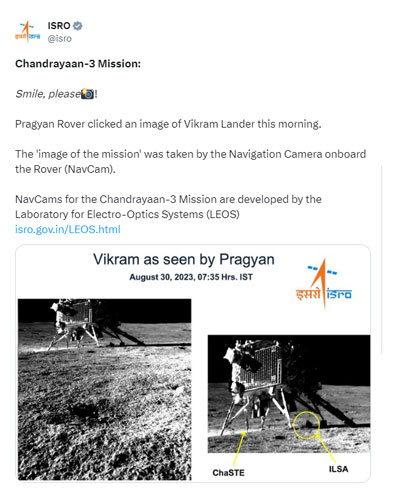 ISRO
@isro
Chandrayaan-3 Mission:
Smile, please📸!
Pragyan Rover clicked an image of Vikram Lander this morning.
The 'image of the mission' was taken by the Navigation Camera onboard
the Rover (NavCam).
NavCams for the Chandrayaan-3 Mission are developed by the
Laboratory for Electro-Optics Systems (LEOS)
isro.gov.in/LEOS.html
Vikram as seen by Pragyan
August 30, 2023, 07:35 Hrs. IST
इसरो isro
ChaSTE
ILSA